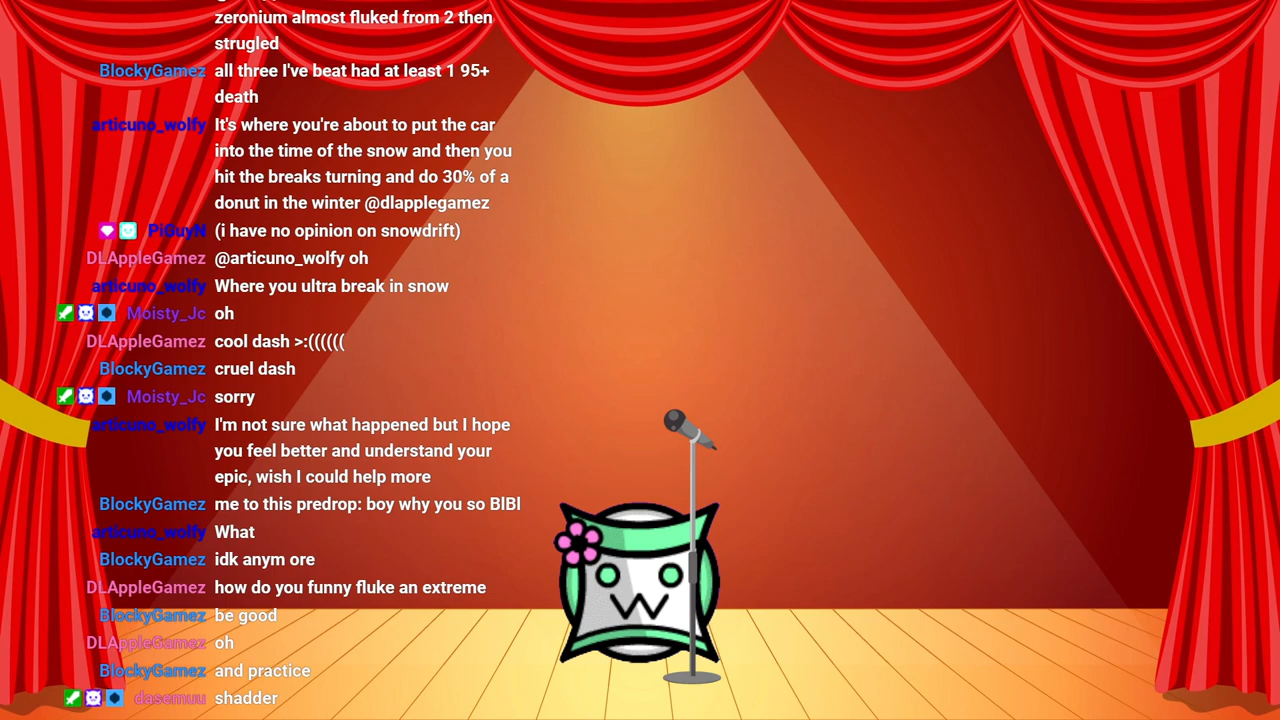 zeronium almost fluked from 2 then
strugled
BlockyGamez all three I've beat had at least 1 95+
death
articuno_wolfy It's where you're about to put the car
into the time of the snow and then you
hit the breaks turning and do 30% of a
donut in the winter @dlapplegamez
PiGuyN (i have no opinion on snowdrift)
DLAppleGamez @articuno_wolfy oh
articuno_wolfy Where you ultra break in snow
Moisty_Jc oh
DLAppleGamez cool dash >:((((((
BlockyGamez cruel dash
Moisty_Jc sorry
articuno_wolfy I'm not sure what happened but I hope
you feel better and understand your
epic, wish I could help more
BlockyGamez me to this predrop: boy why you so BlBl
articuno_wolfy What
BlockyGamez idk anym ore
DLAppleGamez how do you funny fluke an extreme
BlockyGamez be good
DLAppleGamez oh
BlockyGamez and practice
dasemuu shadder